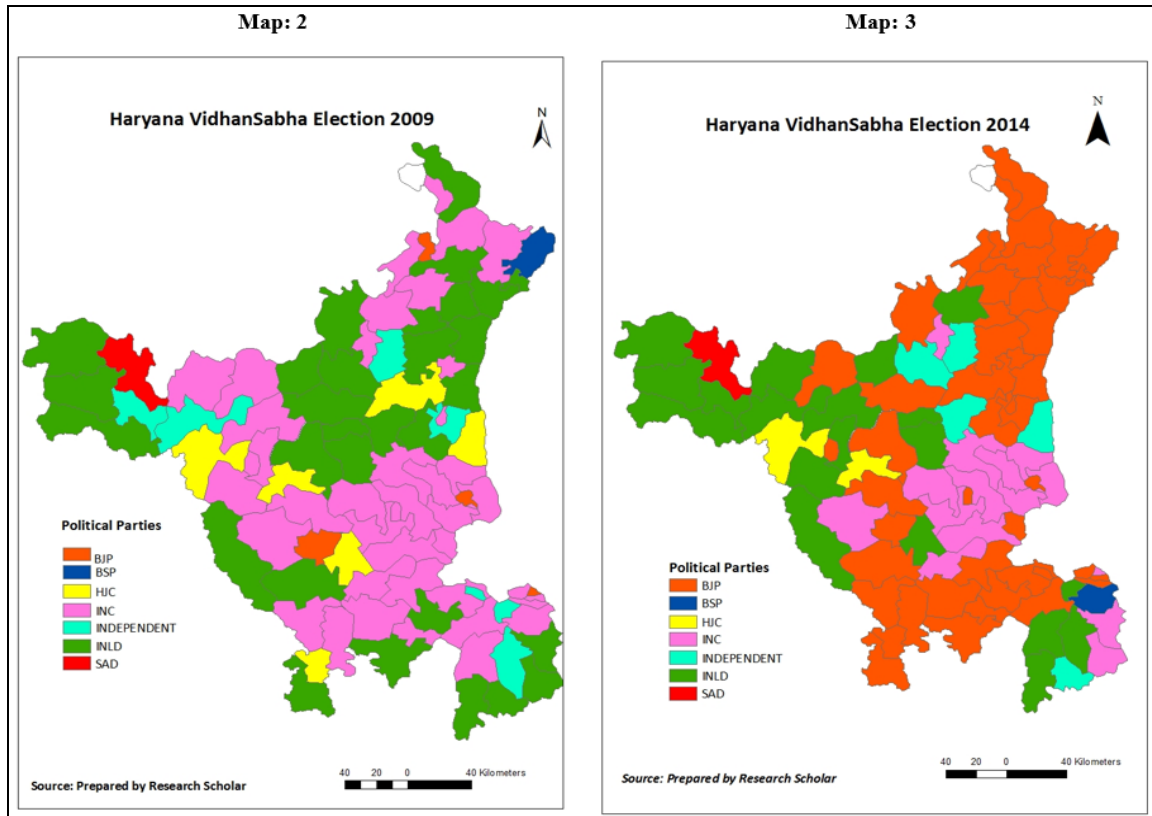 Map: 2
Haryana VidhanSabha Election 2009
N
Political Parties
BJP
BSP
HJC
INC
INDEPENDENT
INLD
SAD
40 20 0 40 Kilometers
Source: Prepared by Research Scholar
Map: 3
Haryana VidhanSabha Election 2014
N
Political Parties
BJP
BSP
HJC
INC
INDEPENDENT
INLD
SAD
40 20 0 40 Kilometers
Source: Prepared by Research Scholar